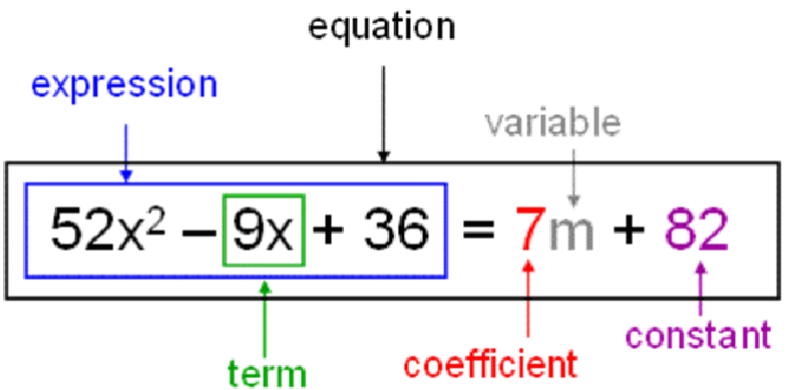 equation
expression
variable
52x² – 9x + 36 = 7m + 82
term
coefficient
constant